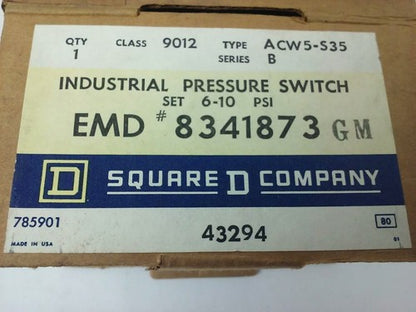 QTY CLASS 9012 TYPE ACW5-S35
1 SERIES B
INDUSTRIAL PRESSURE SWITCH
SET 6-10 PSI
EMD # 8341873 GM
D SQUARE D COMPANY
785901 80
43294
MADE IN USA 01